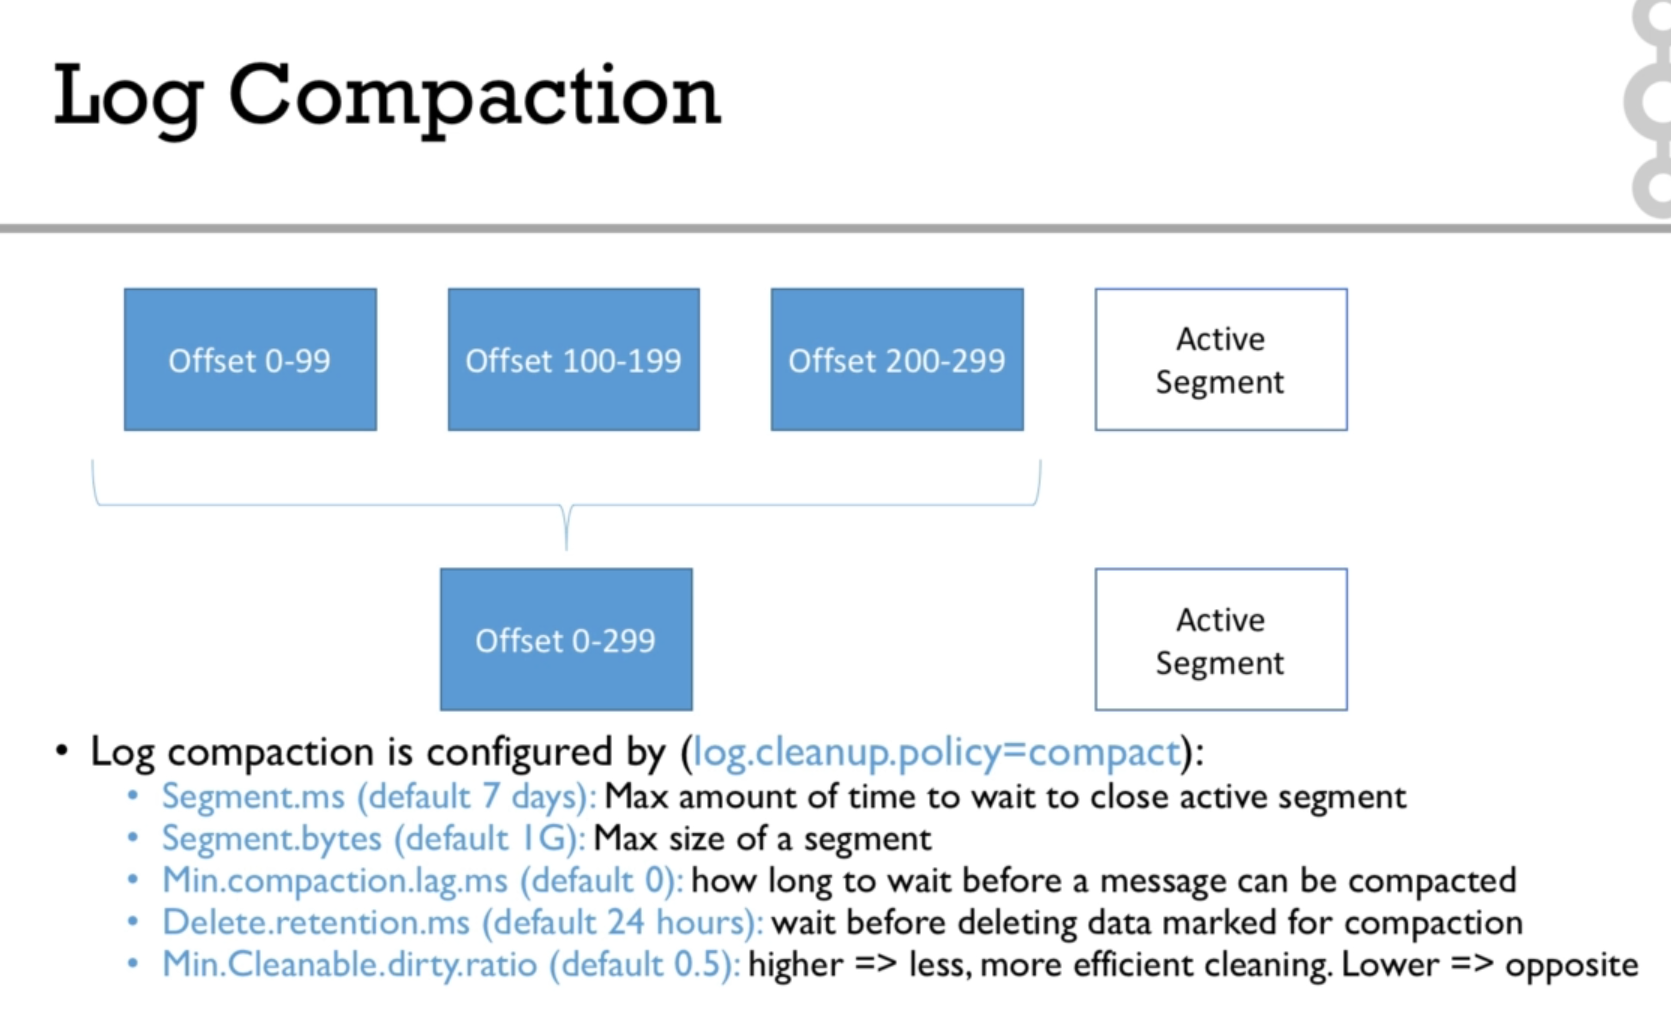 Log Compaction
Offset 0-99
Offset 100-199
Offset 200-299
Active
Segment
Offset 0-299
Active
Segment
• Log compaction is configured by (log.cleanup.policy=compact):
• Segment.ms (default 7 days): Max amount of time to wait to close active segment
• Segment.bytes (default 1G): Max size of a segment
• Min.compaction.lag.ms (default 0): how long to wait before a message can be compacted
• Delete.retention.ms (default 24 hours): wait before deleting data marked for compaction
• Min.Cleanable.dirty.ratio (default 0.5): higher => less, more efficient cleaning. Lower => opposite